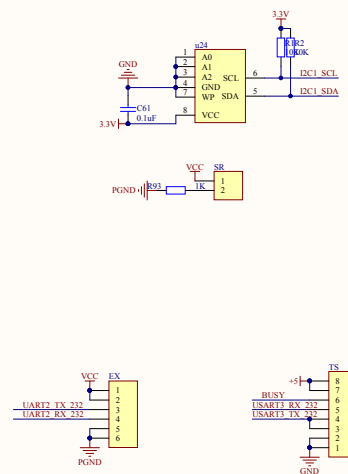 3.3V
u24
GND
1 A0
2 A1
3 A2
4 GND
7 WP
8 VCC
SCL 6 I2C1_SCL
SDA 5 I2C1_SDA
C61
0.1uF
3.3V
VCC SR
PGND R93 1K
1
2
VCC EX
1
2
UART2_TX_232 3
UART2_RX_232 4
5
6
PGND
TS
+5 8
7
BUSY 6
USART3_RX_232 5
USART3_TX_232 4
3
2
1
GND